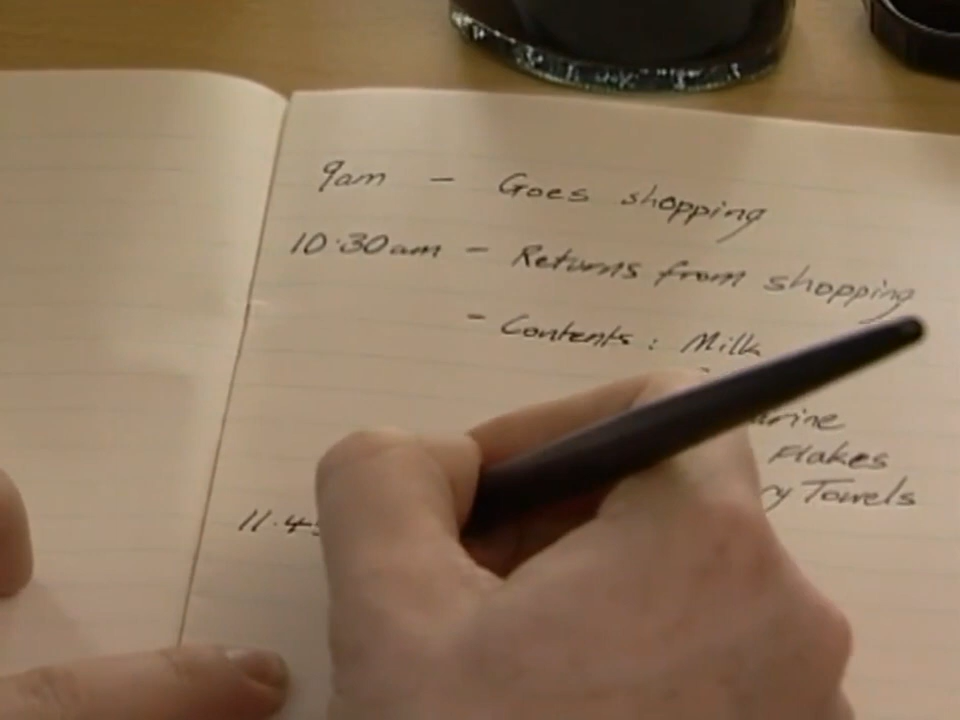 9am - Goes shopping
10.30am - Returns from shopping
- Contents: Milk
Flakes
Towels